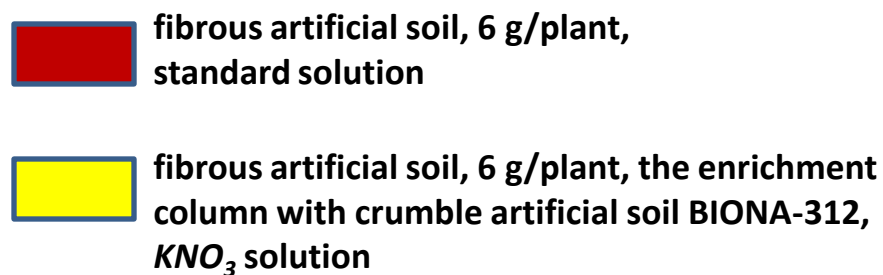 fibrous artificial soil, 6 g/plant,
standard solution
fibrous artificial soil, 6 g/plant, the enrichment
column with crumble artificial soil BIONA-312,
KNO₃ solution